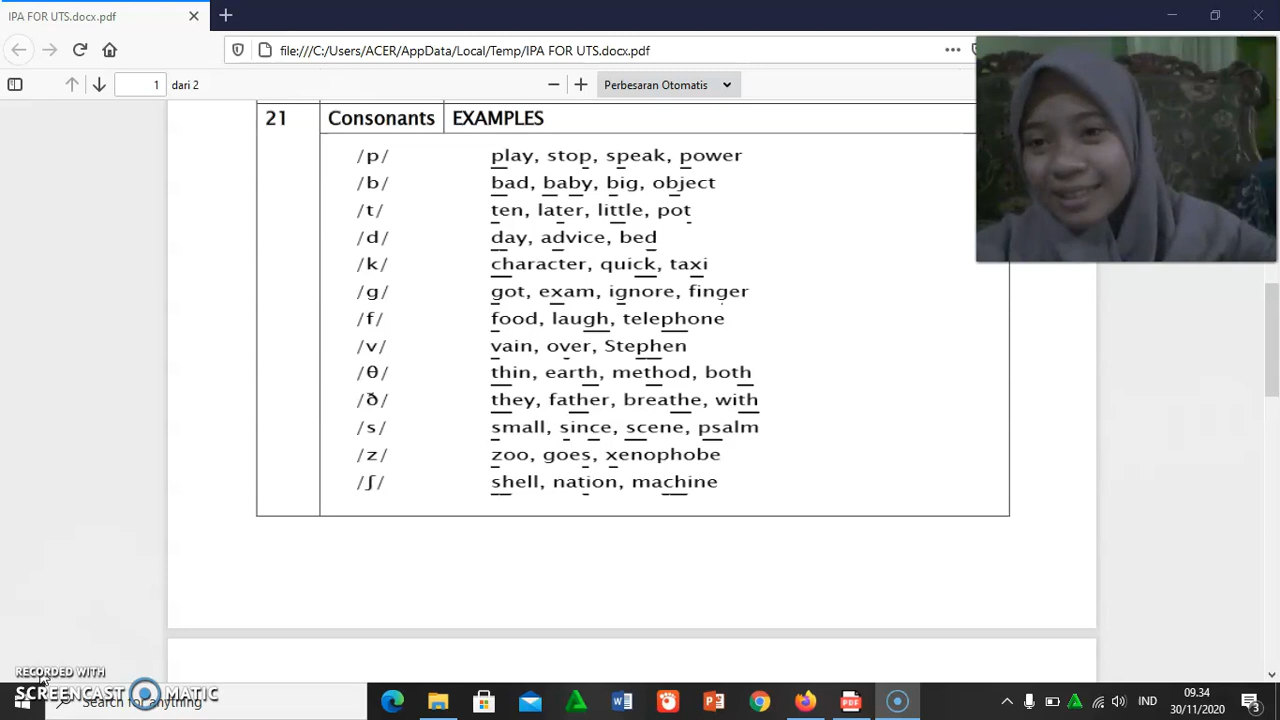 IPA FOR UTS.docx.pdf
file:///C:/Users/ACER/AppData/Local/Temp/IPA FOR UTS.docx.pdf
1 dari 2
Perbesaran Otomatis
21 Consonants EXAMPLES
/p/ play, stop, speak, power
/b/ bad, baby, big, object
/t/ ten, later, little, pot
/d/ day, advice, bed
/k/ character, quick, taxi
/g/ got, exam, ignore, finger
/f/ food, laugh, telephone
/v/ vain, over, Stephen
/θ/ thin, earth, method, both
/ð/ they, father, breathe, with
/s/ small, since, scene, psalm
/z/ zoo, goes, xenophobe
/ʃ/ shell, nation, machine
RECORDED WITH
SCREENCAST MATIC
Search for anything
IND
09.34
30/11/2020
3